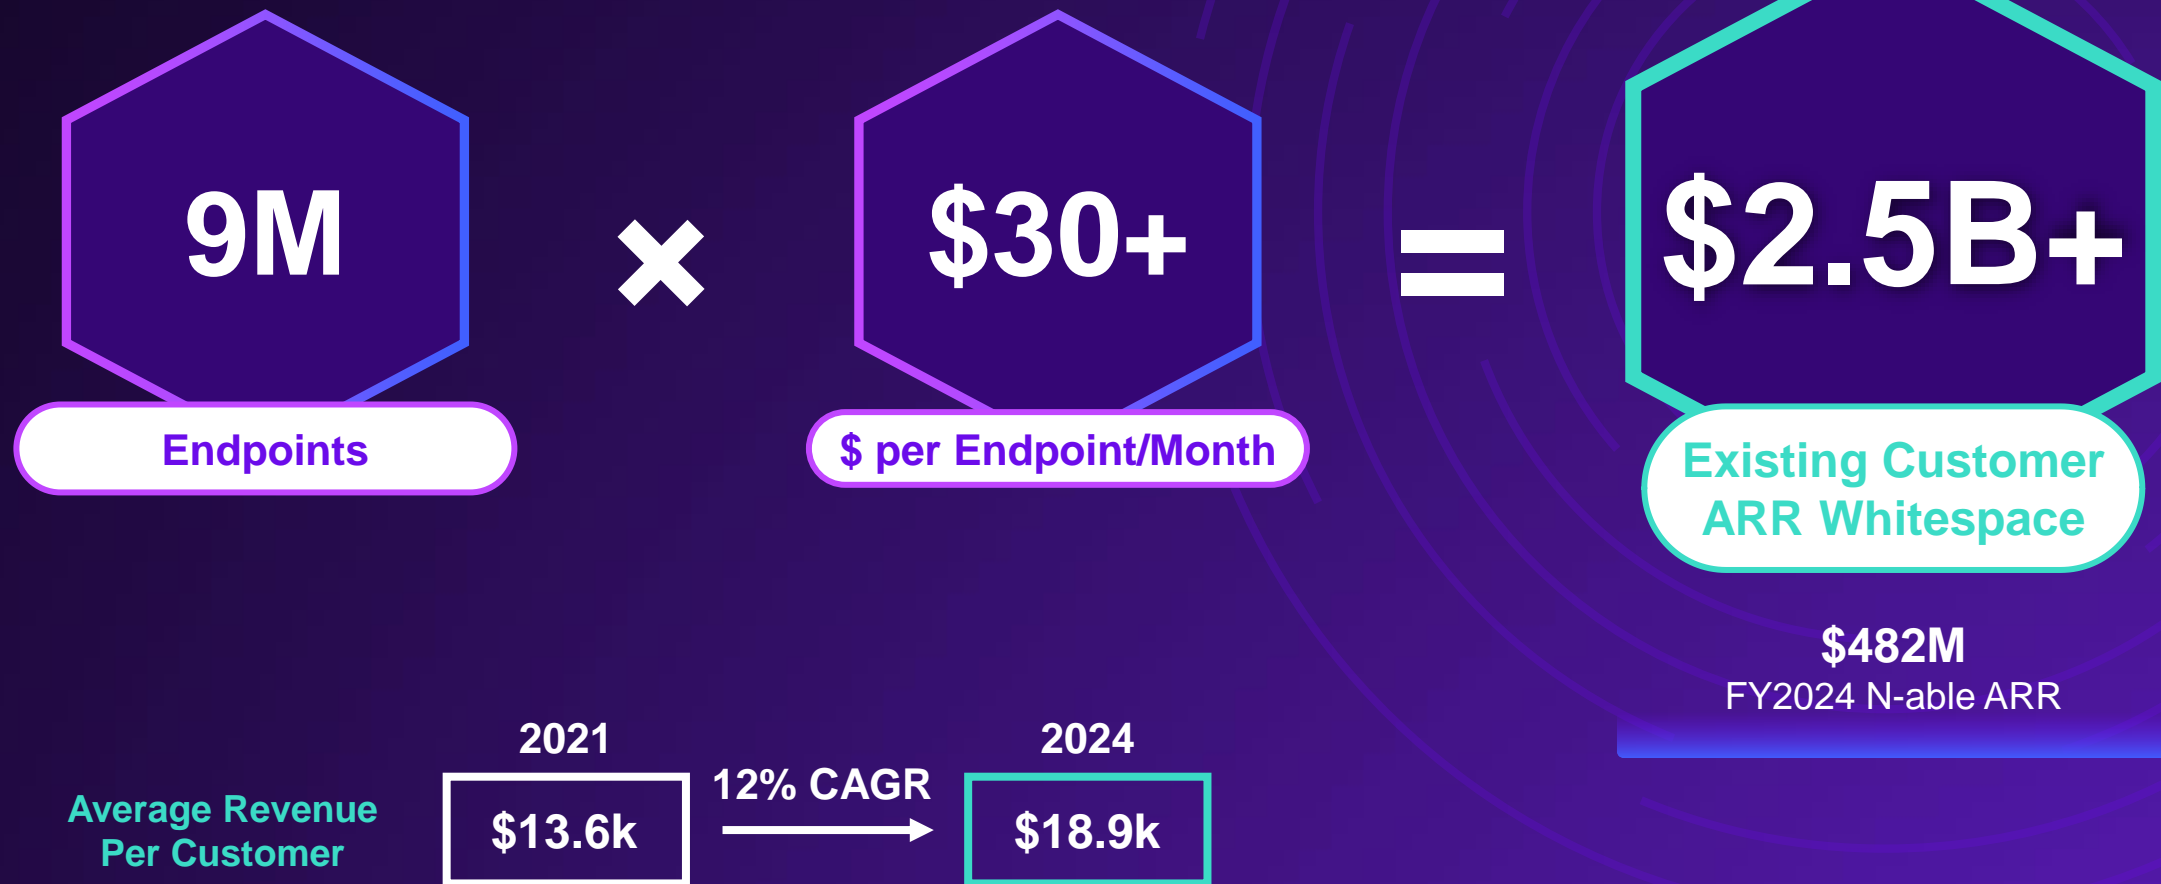 9M
×
$30+
=
$2.5B+
Endpoints
$ per Endpoint/Month
Existing Customer
ARR Whitespace
$482M
FY2024 N-able ARR
2021
2024
12% CAGR
Average Revenue
Per Customer
$13.6k
$18.9k